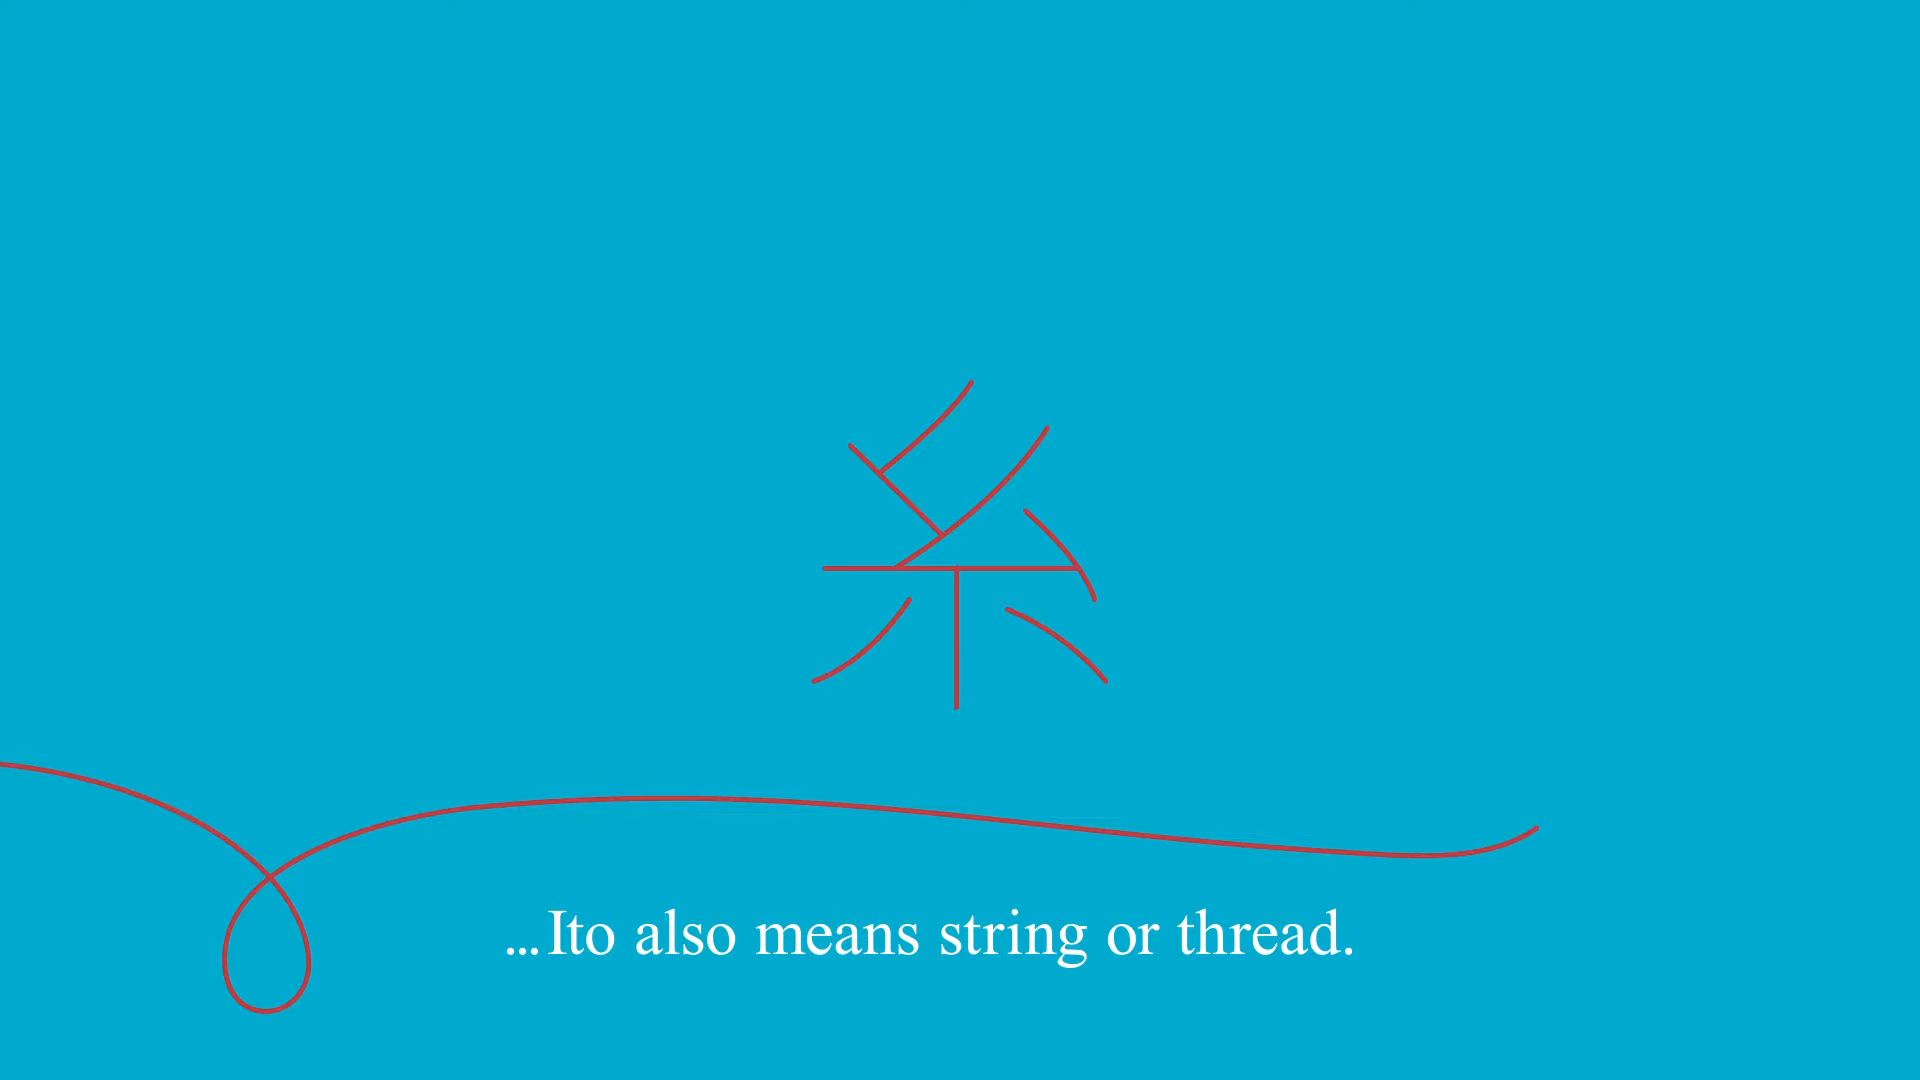 糸
...Ito also means string or thread.